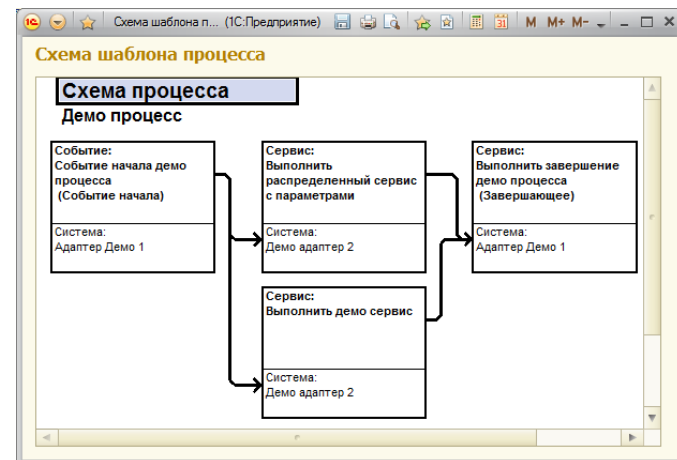 Схема шаблона п... (1С:Предприятие)
M M+ M-
Схема шаблона процесса
Схема процесса
Демо процесс
Событие:
Событие начала демо
процесса
(Событие начала)
Система:
Адаптер Демо 1
Сервис:
Выполнить
распределенный сервис
с параметрами
Система:
Демо адаптер 2
Сервис:
Выполнить завершение
демо процесса
(Завершающее)
Система:
Адаптер Демо 1
Сервис:
Выполнить демо сервис
Система:
Демо адаптер 2